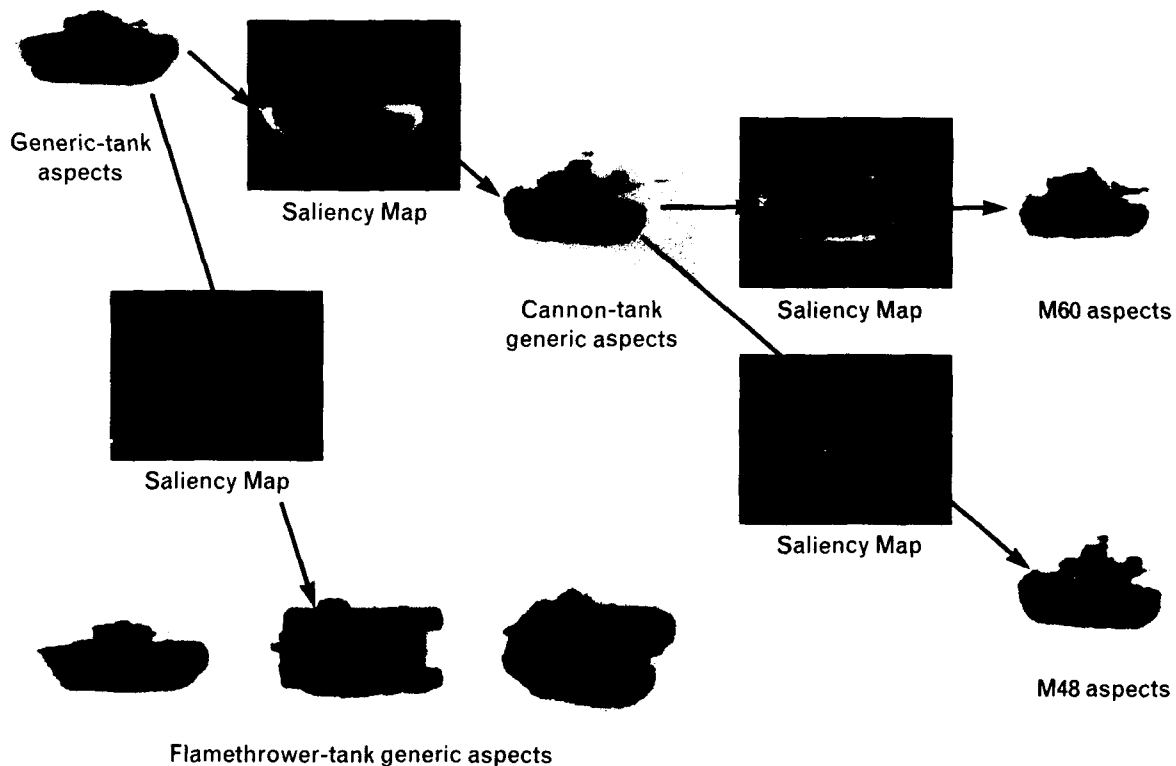 Generic-tank
aspects
Saliency Map
Cannon-tank
generic aspects
Saliency Map
M60 aspects
Saliency Map
Saliency Map
M48 aspects
Flamethrower-tank generic aspects